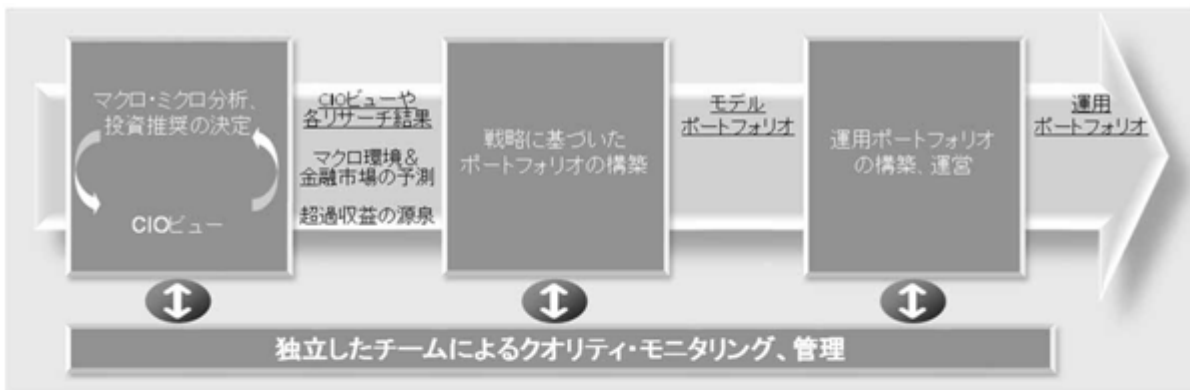 マクロ・ミクロ分析、
投資推奨の決定
CIOビュー
CIOビューや
各リサーチ結果
マクロ環境&
金融市場の予測
超過収益の源泉
戦略に基づいた
ポートフォリオの構築
モデル
ポートフォリオ
運用ポートフォリオ
の構築、運営
運用
ポートフォリオ
独立したチームによるクオリティ・モニタリング、管理